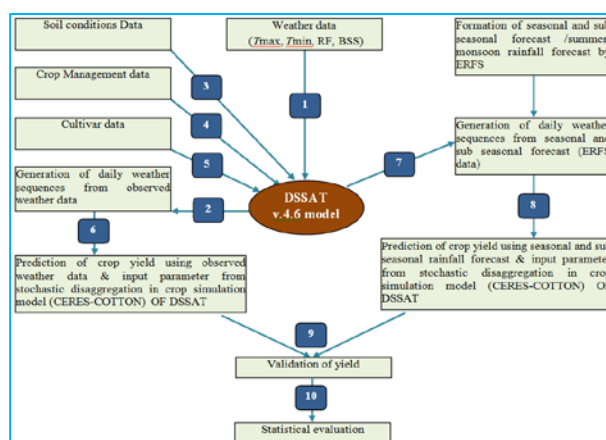 Soil conditions Data
Weather data
(Tmax, Tmin, RF, BSS)
Formation of seasonal and sub
seasonal forecast /summer
monsoon rainfall forecast by
ERFS
1
3
Crop Management data
4
Cultivar data
5
7
Generation of daily weather
sequences from seasonal and
sub seasonal forecast (ERFS
data)
Generation of daily weather
sequences from observed
weather data
2
DSSAT
v.4.6 model
8
6
Prediction of crop yield using observed
weather data & input parameter from
stochastic disaggregation in crop simulation
model (CERES-COTTON) OF DSSAT
Prediction of crop yield using seasonal and sub
seasonal rainfall forecast & input parameter
from stochastic disaggregation in crop
simulation model (CERES-COTTON) OF
DSSAT
9
Validation of yield
10
Statistical evaluation